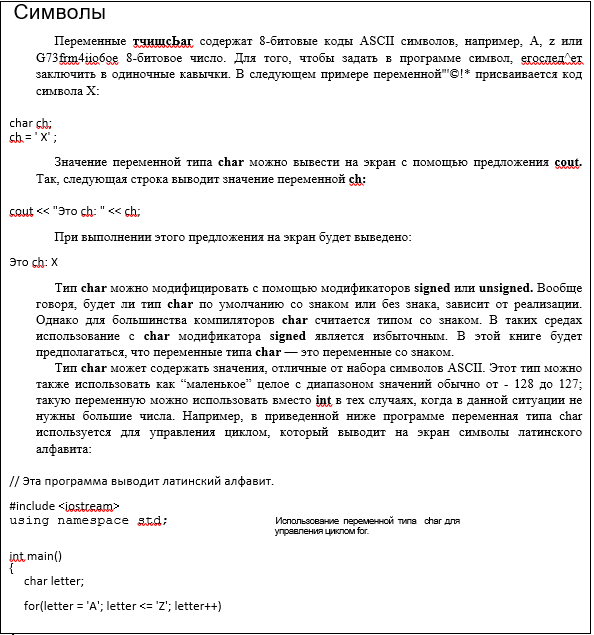 Символы
Переменные тчишсЬаг содержат 8-битовые коды ASCII символов, например, A, z или
G73frm4iio6oe 8-битовое число. Для того, чтобы задать в программе символ, егослед^ет
заключить в одиночные кавычки. В следующем примере переменной"'©!* присваивается код
символа X:
char ch;
ch = ' X' ;
Значение переменной типа char можно вывести на экран с помощью предложения cout.
Так, следующая строка выводит значение переменной ch:
cout << "Это ch: " << ch;
При выполнении этого предложения на экран будет выведено:
Это ch: X
Тип char можно модифицировать с помощью модификаторов signed или unsigned. Вообще
говоря, будет ли тип char по умолчанию со знаком или без знака, зависит от реализации.
Однако для большинства компиляторов char считается типом со знаком. В таких средах
использование с char модификатора signed является избыточным. В этой книге будет
предполагаться, что переменные типа char — это переменные со знаком.
Тип char может содержать значения, отличные от набора символов ASCII. Этот тип можно
также использовать как “маленькое” целое с диапазоном значений обычно от - 128 до 127;
такую переменную можно использовать вместо int в тех случаях, когда в данной ситуации не
нужны большие числа. Например, в приведенной ниже программе переменная типа char
используется для управления циклом, который выводит на экран символы латинского
алфавита:
// Эта программа выводит латинский алфавит.
#include <iostream>
using namespace std;
Использование переменной типа char для
управления циклом for.
int main()
{
char letter;
for(letter = 'A'; letter <= 'Z'; letter++)